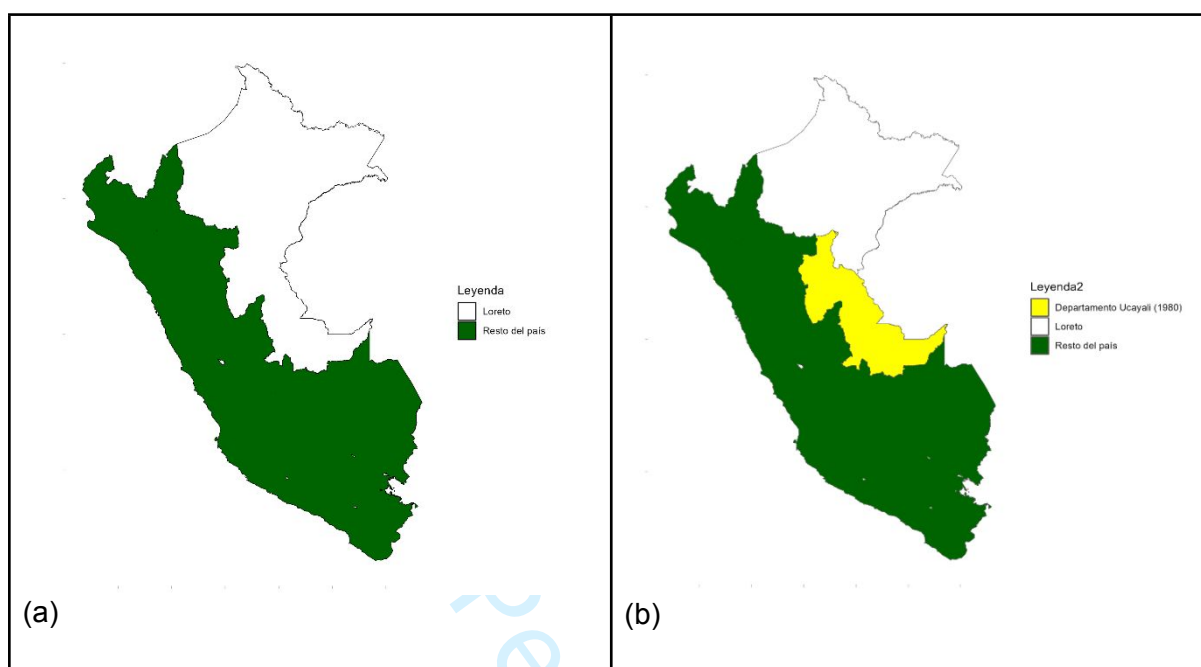 Leyenda
Loreto
Resto del país
(a)
Leyenda2
Departamento Ucayali (1980)
Loreto
Resto del país
(b)